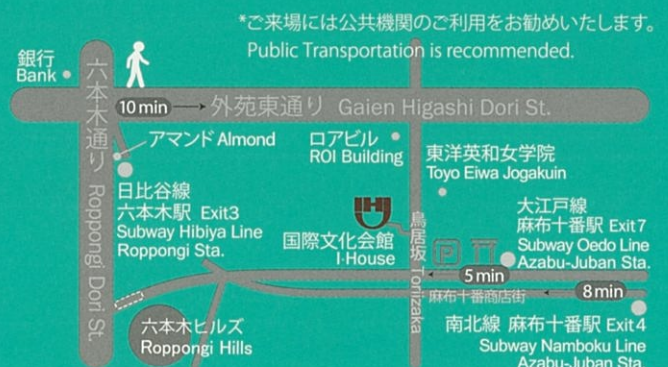 *ご来場には公共機関のご利用をお勧めいたします。
Public Transportation is recommended.
銀行
Bank
六本木通り Roppongi Dori St.
10 min
外苑東通り Gaien Higashi Dori St.
アマンド Almond
ロアビル
ROI Building
東洋英和女学院
Toyo Eiwa Jogakuin
日比谷線
六本木駅 Exit3
Subway Hibiya Line
Roppongi Sta.
国際文化会館
I-House
鳥居坂 Toriizaka
P
大江戸線
麻布十番駅 Exit7
Subway Oedo Line
Azabu-Juban Sta.
5 min
麻布十番商店街
8 min
六本木ヒルズ
Roppongi Hills
南北線 麻布十番駅 Exit4
Subway Namboku Line
Azabu-Juban Sta.